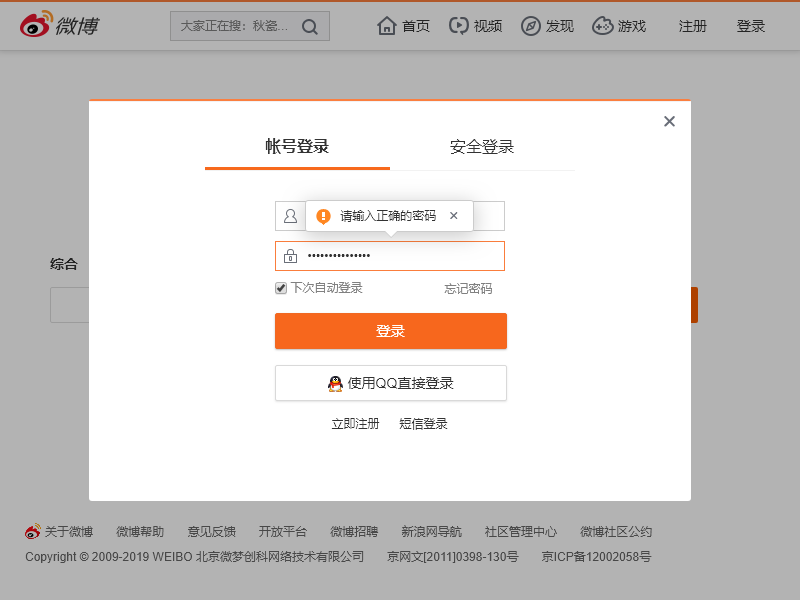 微博 大家正在搜：秋瓷... 首页 视频 发现 游戏 注册 登录
帐号登录 安全登录
请输入正确的密码
综合
•••••••••••••••
下次自动登录 忘记密码
登录
使用QQ直接登录
立即注册 短信登录
关于微博 微博帮助 意见反馈 开放平台 微博招聘 新浪网导航 社区管理中心 微博社区公约
Copyright © 2009-2019 WEIBO 北京微梦创科网络技术有限公司 京网文[2011]0398-130号 京ICP备12002058号